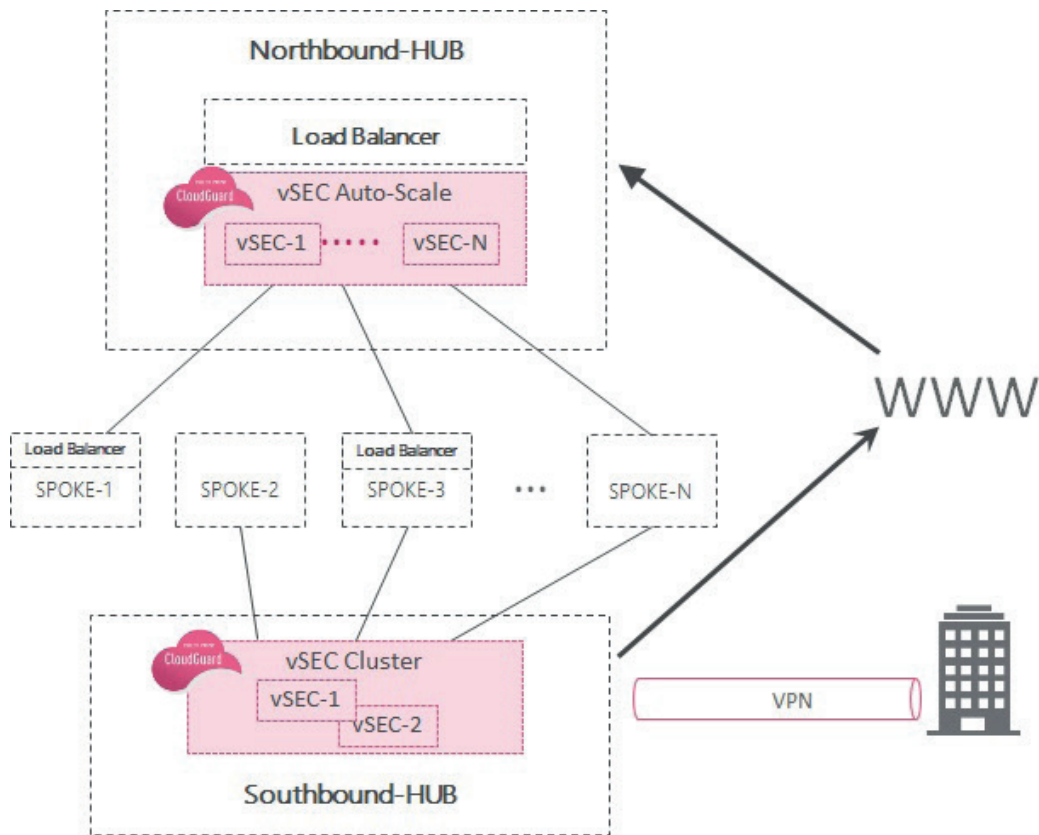 Northbound-HUB
Load Balancer
CloudGuard
vSEC Auto-Scale
vSEC-1
vSEC-N
WWW
Load Balancer
SPOKE-1
SPOKE-2
Load Balancer
SPOKE-3
...
SPOKE-N
CloudGuard
vSEC Cluster
vSEC-1
vSEC-2
VPN
Southbound-HUB